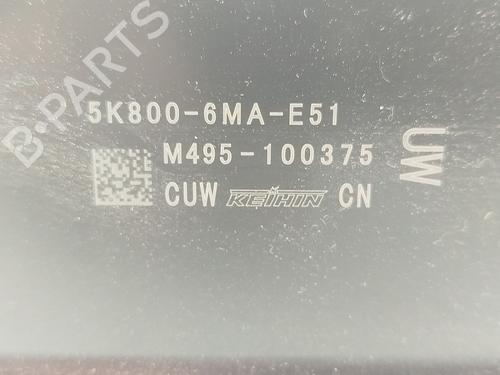 B-PARTS
5K800-6MA-E51
M495-100375
CUW KEIHIN CN
UW